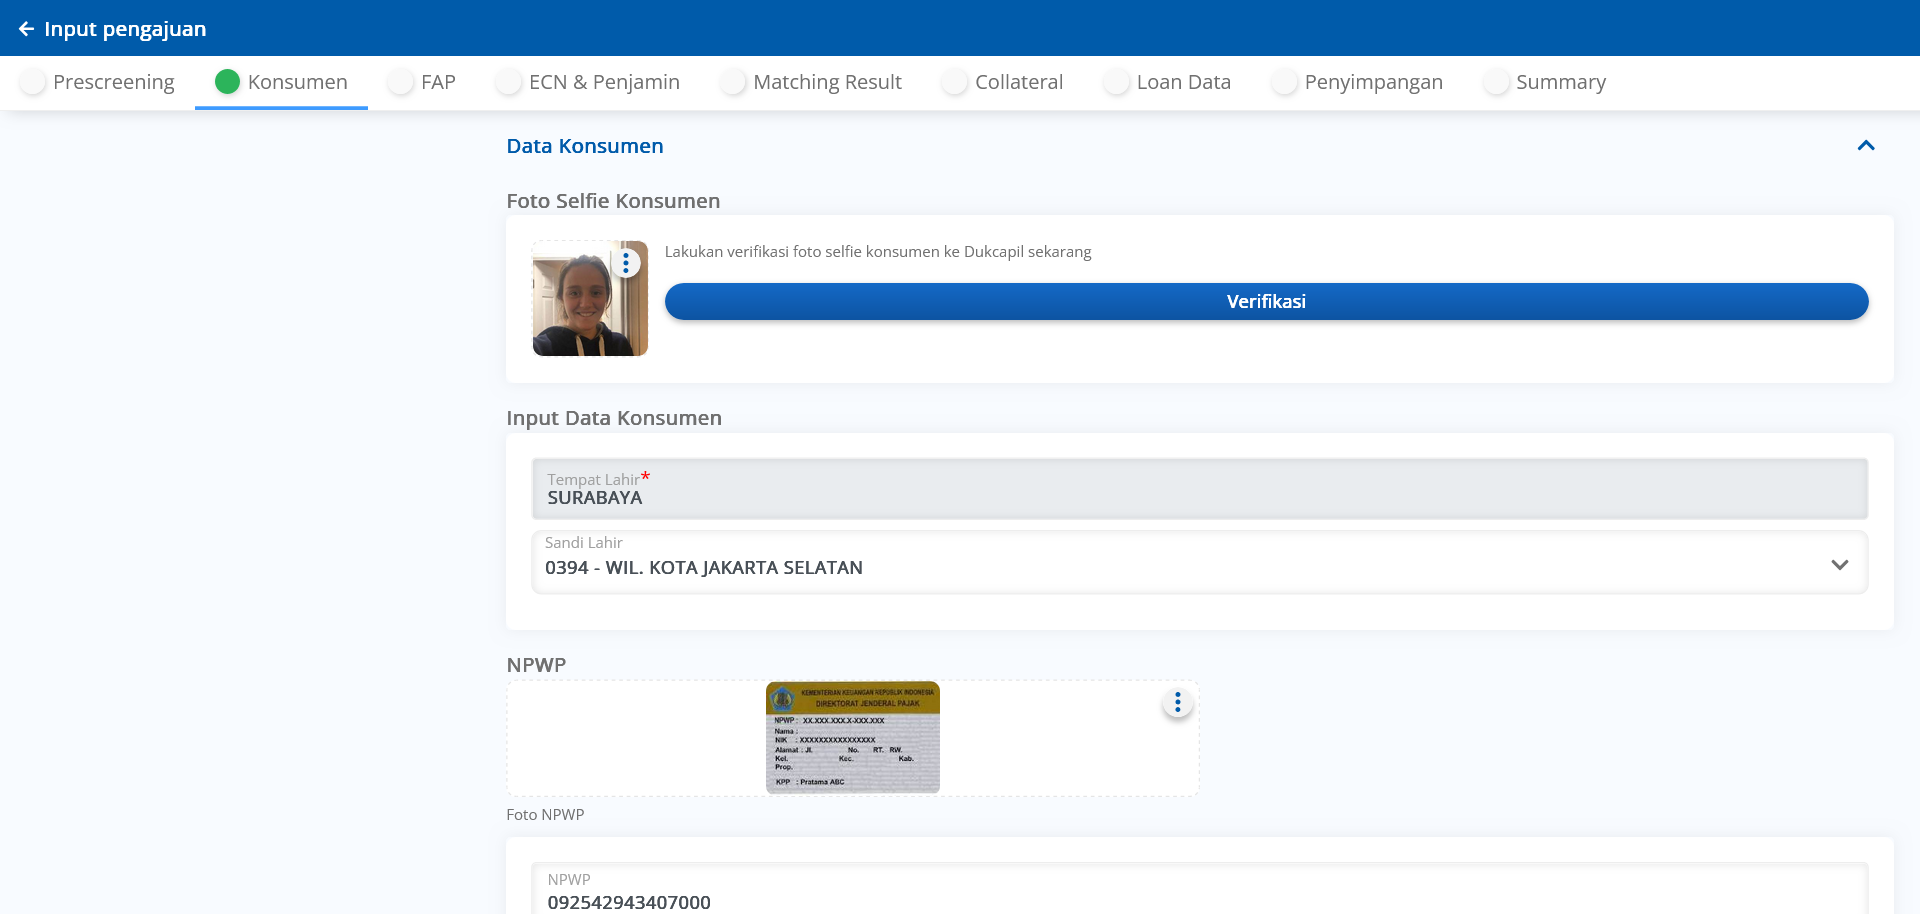 Input pengajuan
Prescreening
Konsumen
FAP
ECN & Penjamin
Matching Result
Collateral
Loan Data
Penyimpangan
Summary
Data Konsumen
Foto Selfie Konsumen
Lakukan verifikasi foto selfie konsumen ke Dukcapil sekarang
Verifikasi
Input Data Konsumen
Tempat Lahir*
SURABAYA
Sandi Lahir
0394 - WIL. KOTA JAKARTA SELATAN
NPWP
KEMENTERIAN KEUANGAN REPUBLIK INDONESIA
DIREKTORAT JENDERAL PAJAK
NPWP : XX.XXX.XXX.X-XXX.XXX
Nama :
NIK : XXXXXXXXXXXXXXXX
Alamat : Jl. No. RT. RW.
Kel. Kec. Kab.
Prop.
KPP : Pratama ABC
Foto NPWP
NPWP
092542943407000